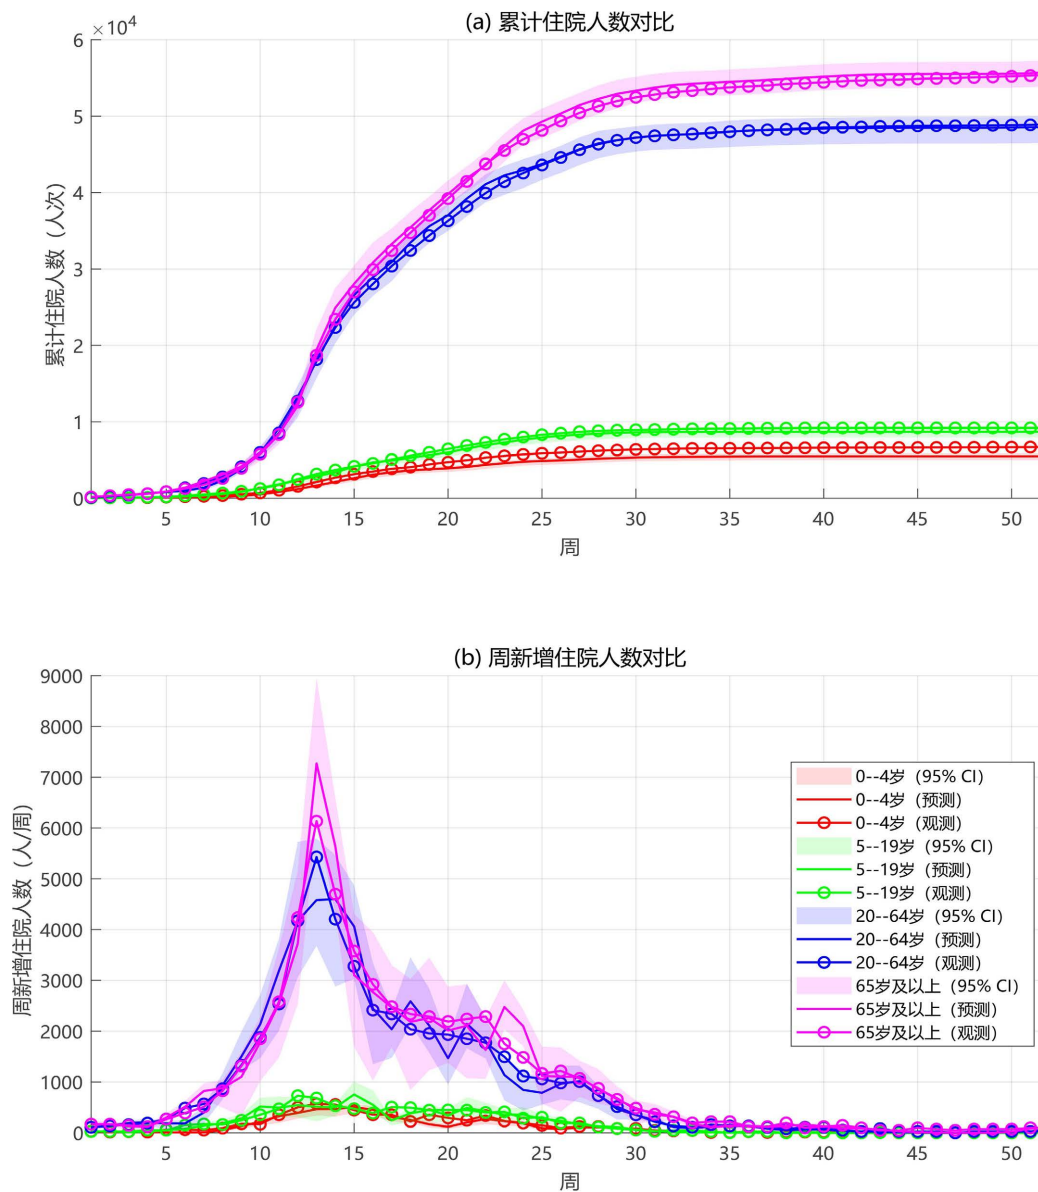 (a) 累计住院人数对比
×10⁴
6
5
4
3
2
1
0
累计住院人数（人次）
5 10 15 20 25 30 35 40 45 50
周
(b) 周新增住院人数对比
9000
8000
7000
6000
5000
4000
3000
2000
1000
0
周新增住院人数（人/周）
0--4岁（95% CI）
0--4岁（预测）
0--4岁（观测）
5--19岁（95% CI）
5--19岁（预测）
5--19岁（观测）
20--64岁（95% CI）
20--64岁（预测）
20--64岁（观测）
65岁及以上（95% CI）
65岁及以上（预测）
65岁及以上（观测）
5 10 15 20 25 30 35 40 45 50
周